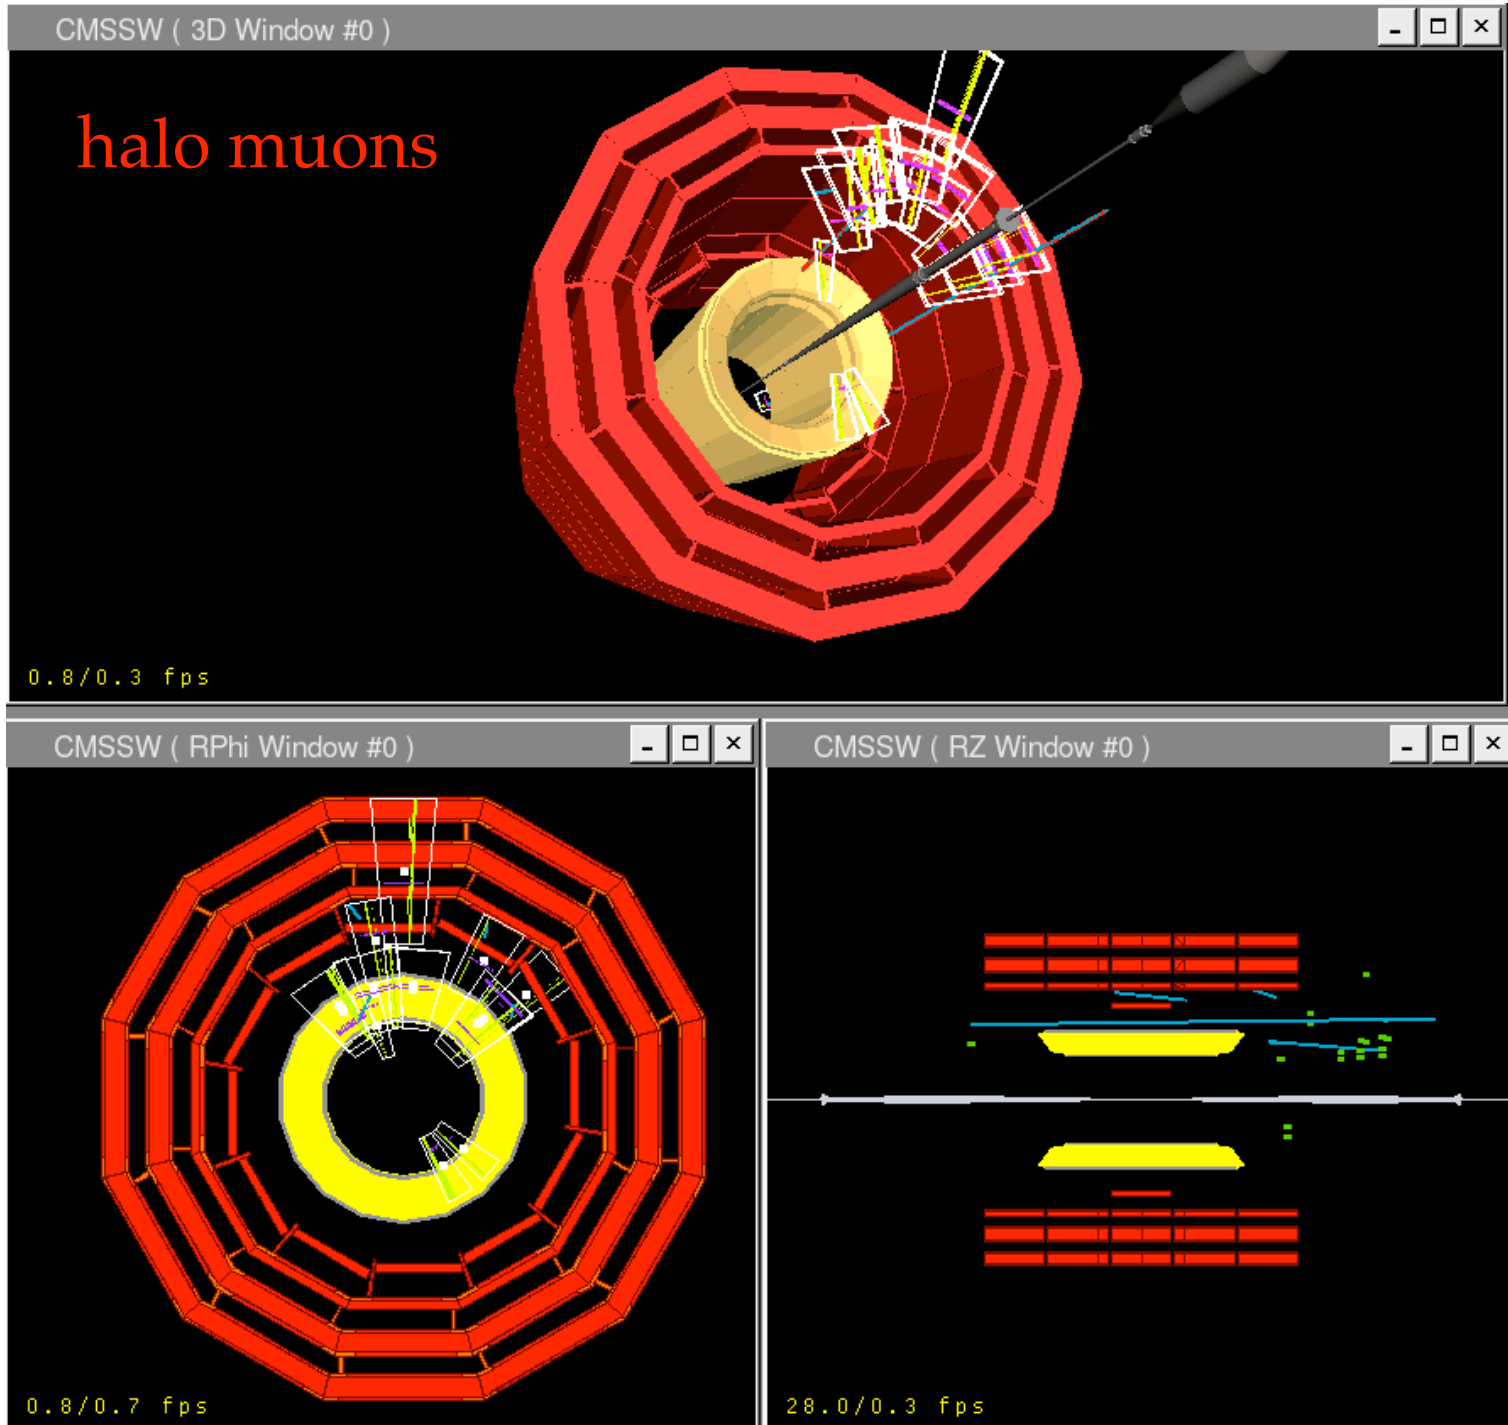 CMSSW ( 3D Window #0 )
halo muons
0.8/0.3 fps
CMSSW ( RPhi Window #0 )
0.8/0.7 fps
CMSSW ( RZ Window #0 )
28.0/0.3 fps